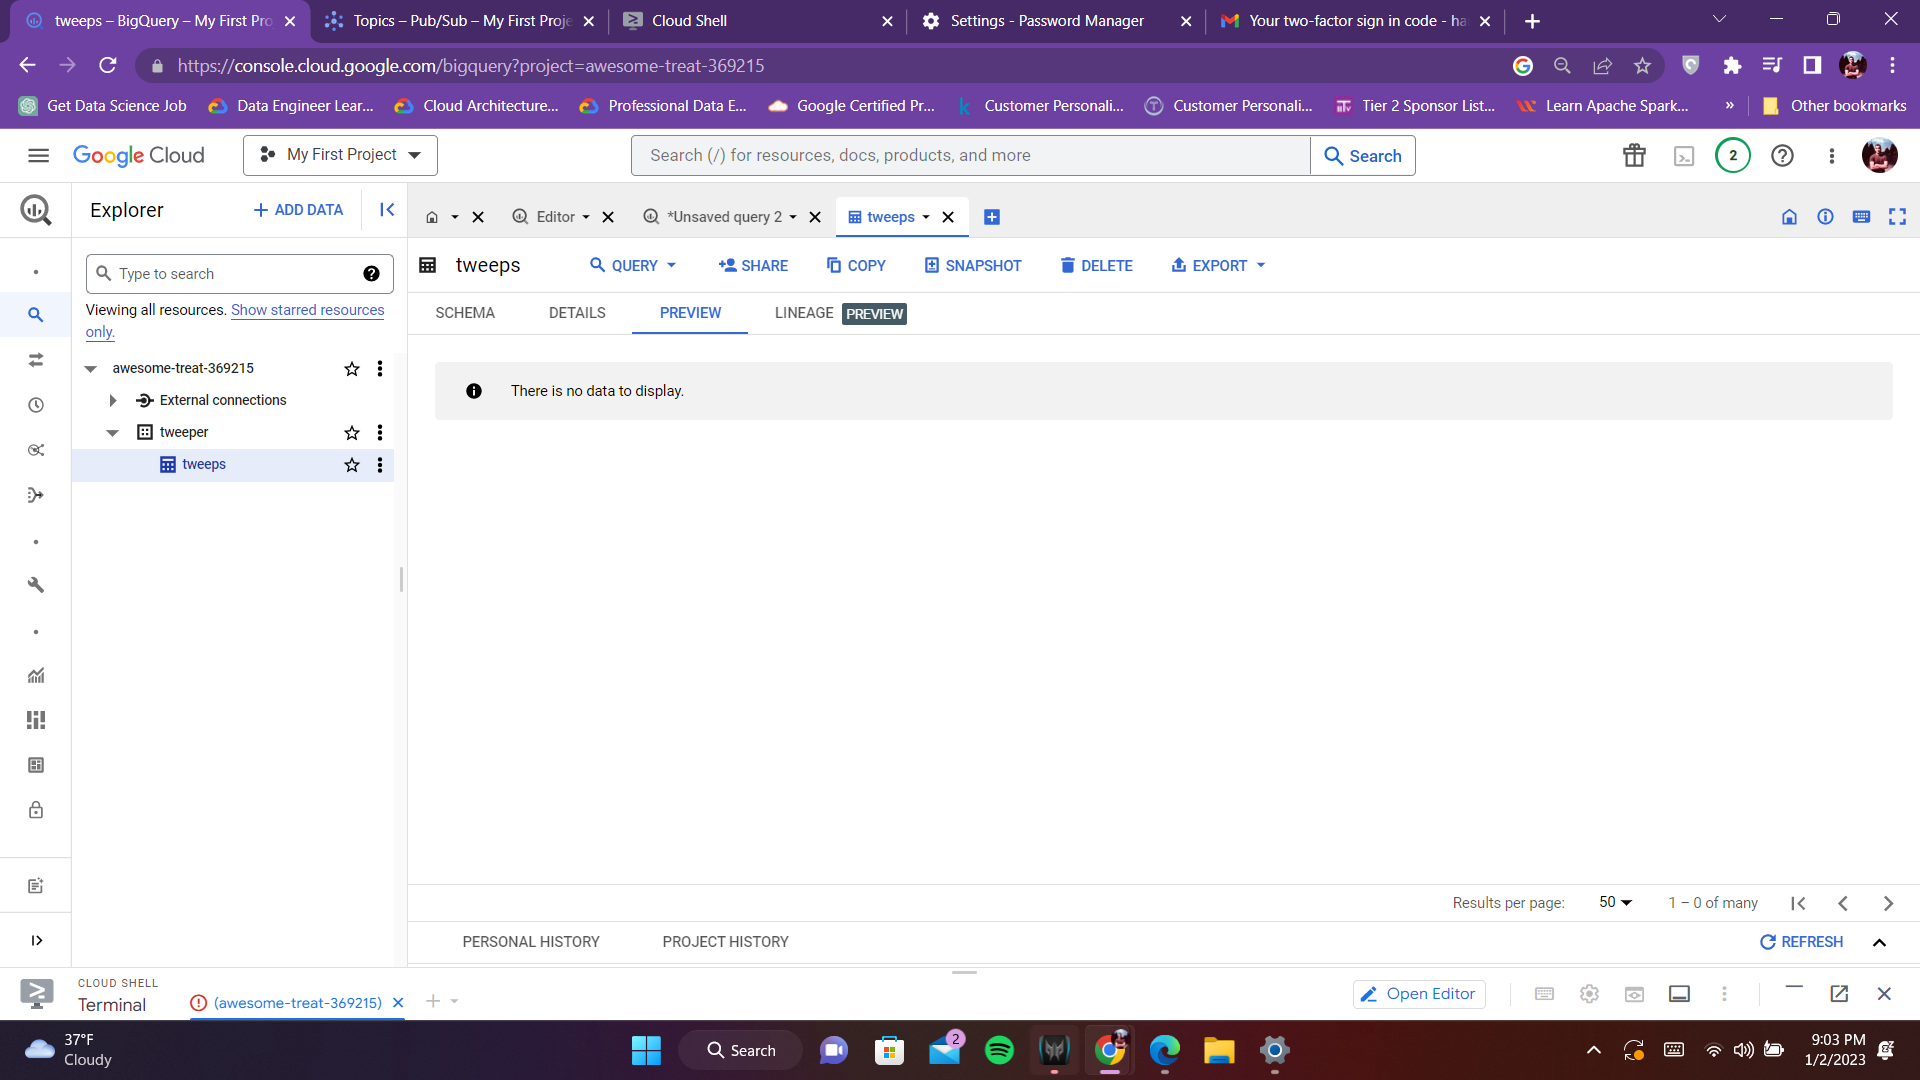 tweeps – BigQuery – My First Pro
Topics – Pub/Sub – My First Proje
Cloud Shell
Settings - Password Manager
Your two-factor sign in code - ha
https://console.cloud.google.com/bigquery?project=awesome-treat-369215
Get Data Science Job
Data Engineer Lear...
Cloud Architecture...
Professional Data E...
Google Certified Pr...
Customer Personali...
Customer Personali...
Tier 2 Sponsor List...
Learn Apache Spark...
»
Other bookmarks
Google Cloud
My First Project
Search (/) for resources, docs, products, and more
Search
2
Explorer
+ ADD DATA
Editor
*Unsaved query 2
tweeps
Type to search
Viewing all resources. Show starred resources
only.
awesome-treat-369215
External connections
tweeper
tweeps
tweeps
QUERY
SHARE
COPY
SNAPSHOT
DELETE
EXPORT
SCHEMA
DETAILS
PREVIEW
LINEAGE
PREVIEW
There is no data to display.
Results per page:
50
1 – 0 of many
PERSONAL HISTORY
PROJECT HISTORY
REFRESH
CLOUD SHELL
Terminal
(awesome-treat-369215)
Open Editor
37°F
Cloudy
Search
2
9:03 PM
1/2/2023